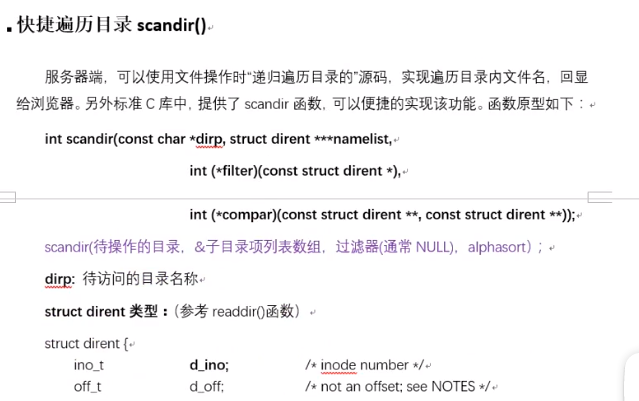 快捷遍历目录 scandir()
服务器端，可以使用文件操作时“递归遍历目录的”源码，实现遍历目录内文件名，回显
给浏览器。另外标准 C 库中，提供了 scandir 函数，可以便捷的实现该功能。函数原型如下：
int scandir(const char *dirp, struct dirent ***namelist,
int (*filter)(const struct dirent *),
int (*compar)(const struct dirent **, const struct dirent **));
scandir(待操作的目录，&子目录项列表数组，过滤器(通常 NULL)，alphasort）;
dirp: 待访问的目录名称
struct dirent 类型：（参考 readdir()函数）
struct dirent {
ino_t d_ino; /* inode number */
off_t d_off; /* not an offset; see NOTES */